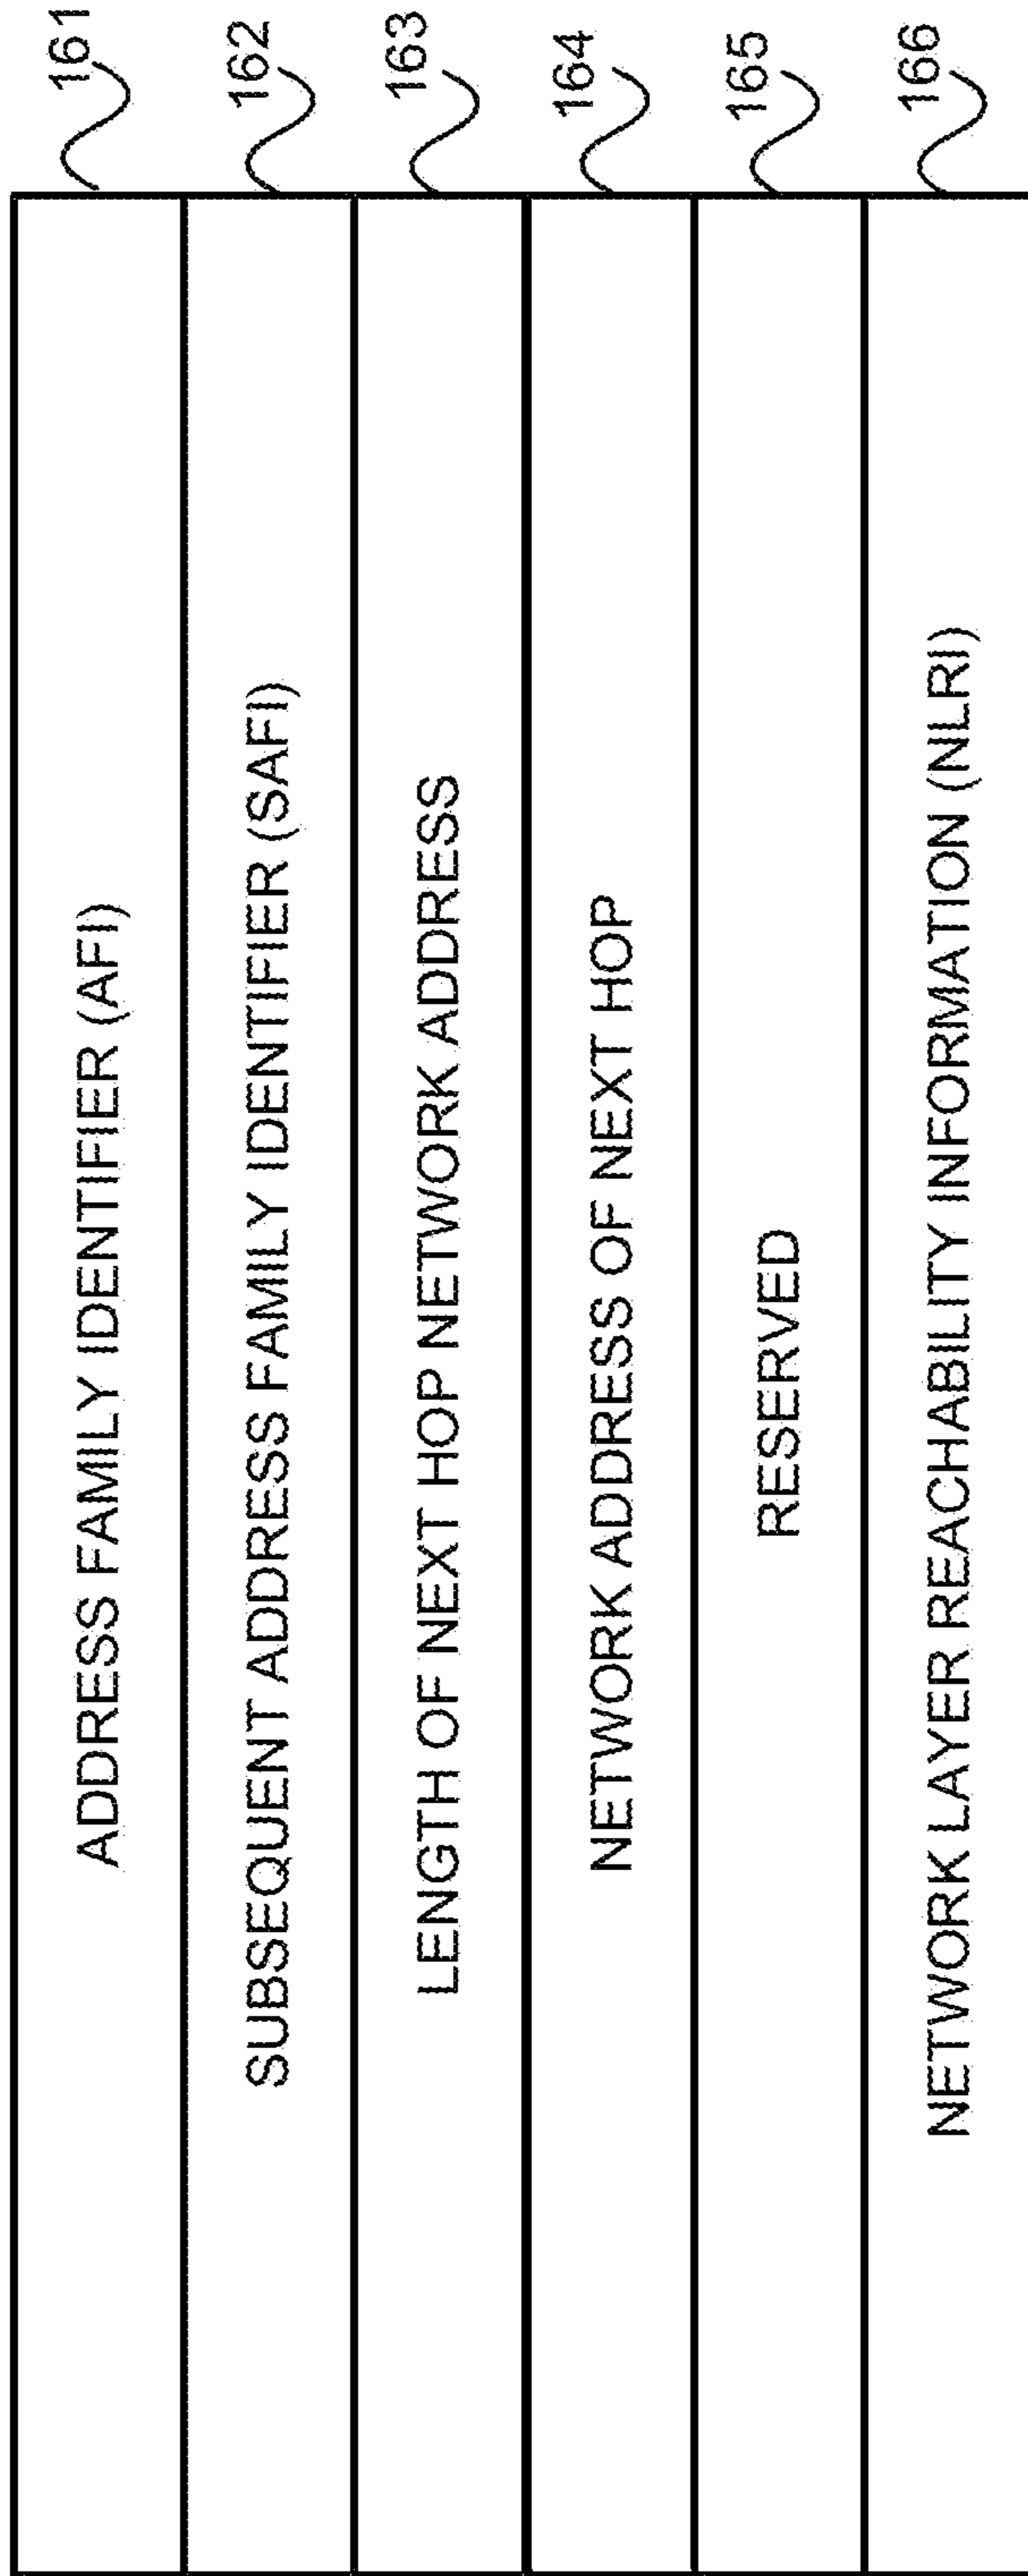 ADDRESS FAMILY IDENTIFIER (AFI) 161
SUBSEQUENT ADDRESS FAMILY IDENTIFIER (SAFI) 162
LENGTH OF NEXT HOP NETWORK ADDRESS 163
NETWORK ADDRESS OF NEXT HOP 164
RESERVED 165
NETWORK LAYER REACHABILITY INFORMATION (NLRI) 166